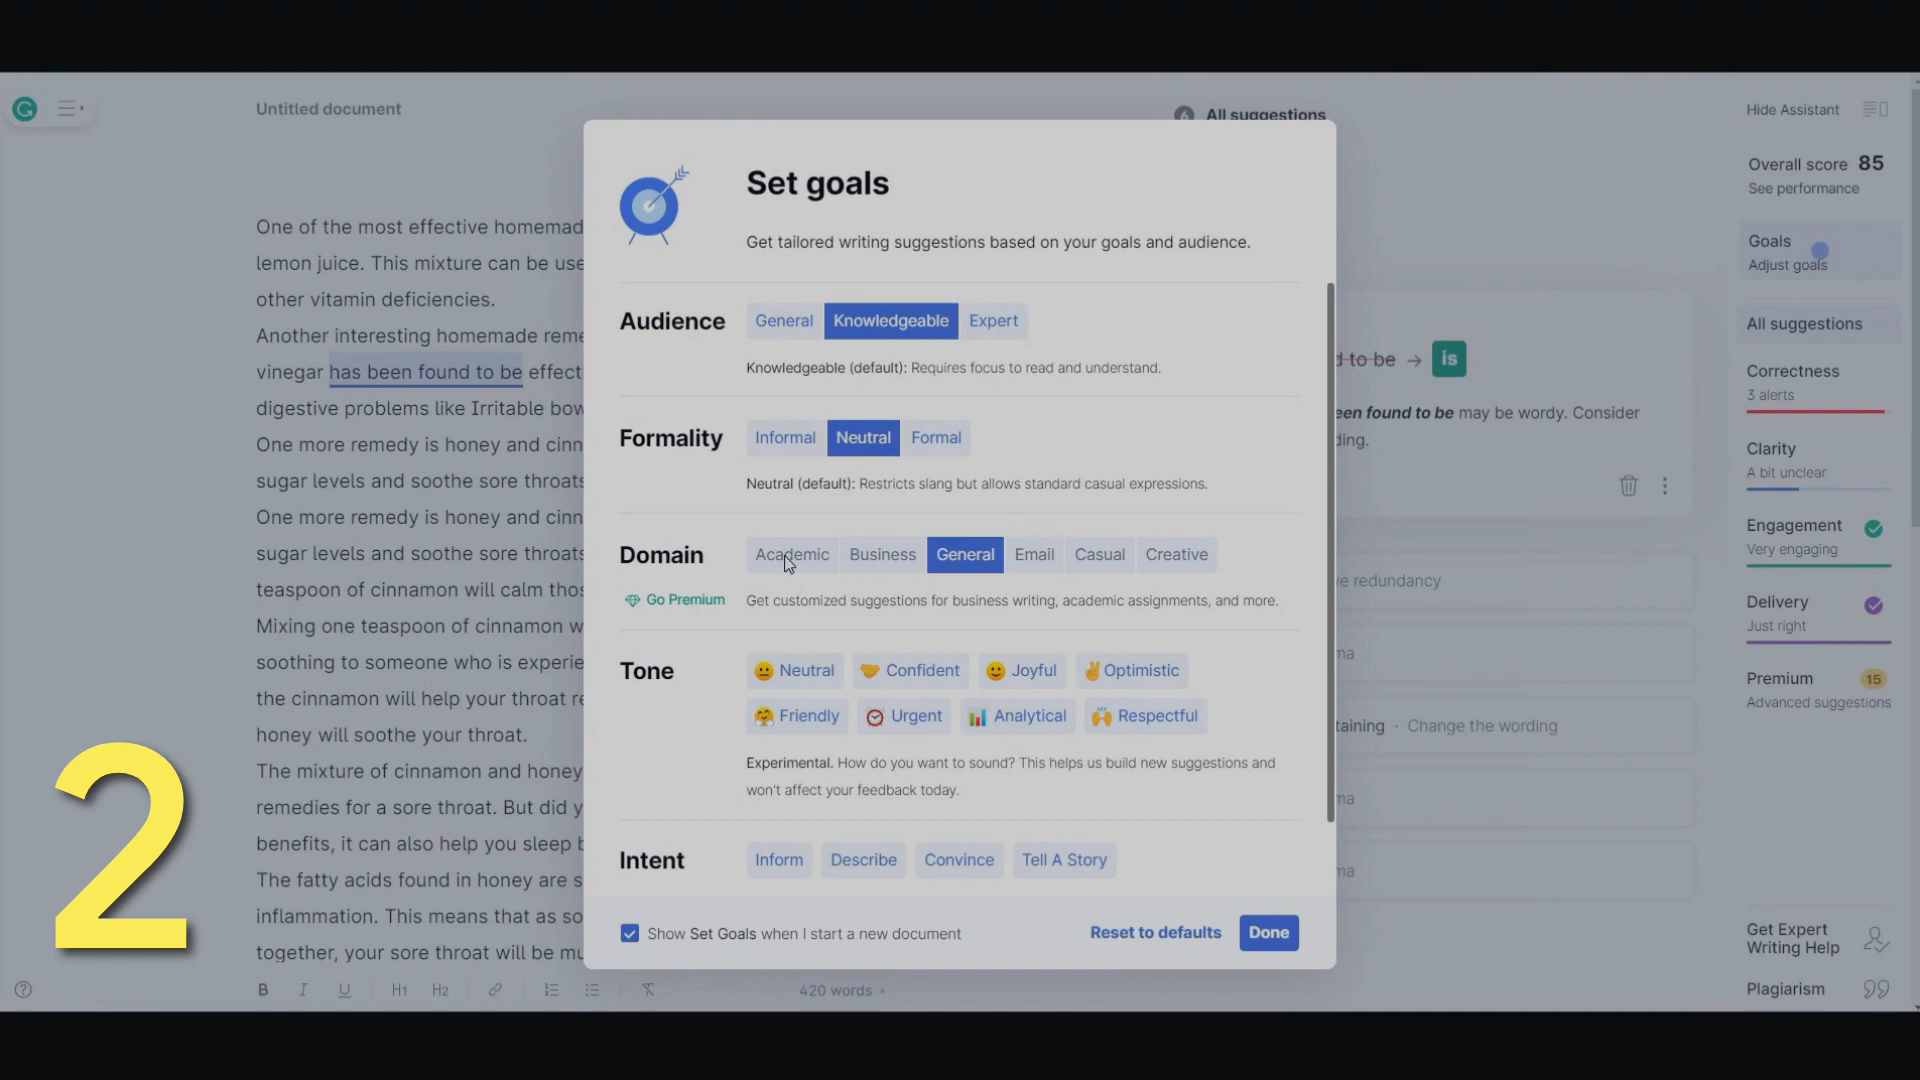 Untitled document
All suggestions
Hide Assistant
Overall score 85
See performance
Goals
Adjust goals
All suggestions
Correctness
3 alerts
Clarity
A bit unclear
Engagement
Very engaging
Delivery
Just right
Premium 15
Advanced suggestions
Get Expert
Writing Help
Plagiarism
One of the most effective homemad
lemon juice. This mixture can be use
other vitamin deficiencies.
Another interesting homemade reme
vinegar has been found to be effect
digestive problems like Irritable bow
One more remedy is honey and cinn
sugar levels and soothe sore throats
One more remedy is honey and cinn
sugar levels and soothe sore throats
teaspoon of cinnamon will calm thos
Mixing one teaspoon of cinnamon w
soothing to someone who is experie
the cinnamon will help your throat re
honey will soothe your throat.
The mixture of cinnamon and honey
remedies for a sore throat. But did y
benefits, it can also help you sleep b
The fatty acids found in honey are s
inflammation. This means that as so
together, your sore throat will be mu
B I U H1 H2
420 words
2
Set goals
Get tailored writing suggestions based on your goals and audience.
Audience General Knowledgeable Expert
Knowledgeable (default): Requires focus to read and understand.
Formality Informal Neutral Formal
Neutral (default): Restricts slang but allows standard casual expressions.
Domain Academic Business General Email Casual Creative
Go Premium Get customized suggestions for business writing, academic assignments, and more.
Tone Neutral Confident Joyful Optimistic
Friendly Urgent Analytical Respectful
Experimental. How do you want to sound? This helps us build new suggestions and
won't affect your feedback today.
Intent Inform Describe Convince Tell A Story
Show Set Goals when I start a new document Reset to defaults Done
d to be → is
een found to be may be wordy. Consider
ding.
ve redundancy
ma
taining · Change the wording
ma
ma